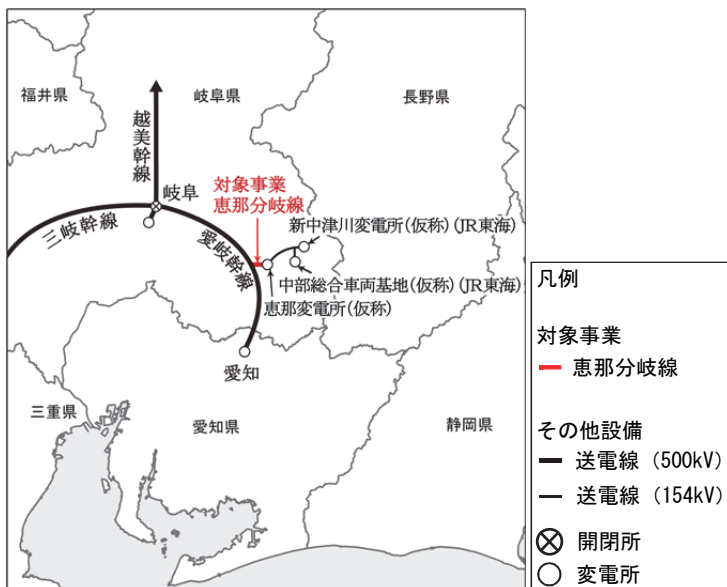 福井県
岐阜県
長野県
越美幹線
対象事業
恵那分岐線
岐阜
三岐幹線
愛岐幹線
新中津川変電所(仮称)(JR東海)
中部総合車両基地(仮称)(JR東海)
恵那変電所(仮称)
愛知
三重県
愛知県
静岡県
凡例
対象事業
恵那分岐線
その他設備
送電線（500kV）
送電線（154kV）
開閉所
変電所